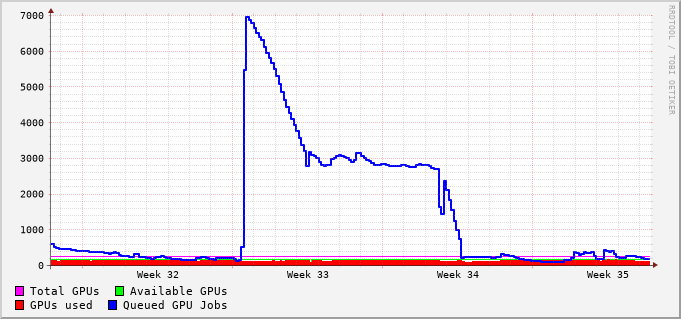 RRDTOOL / TOBI OETIKER
7000
6000
5000
4000
3000
2000
1000
0
Week 32 Week 33 Week 34 Week 35
Total GPUs Available GPUs
GPUs used Queued GPU Jobs